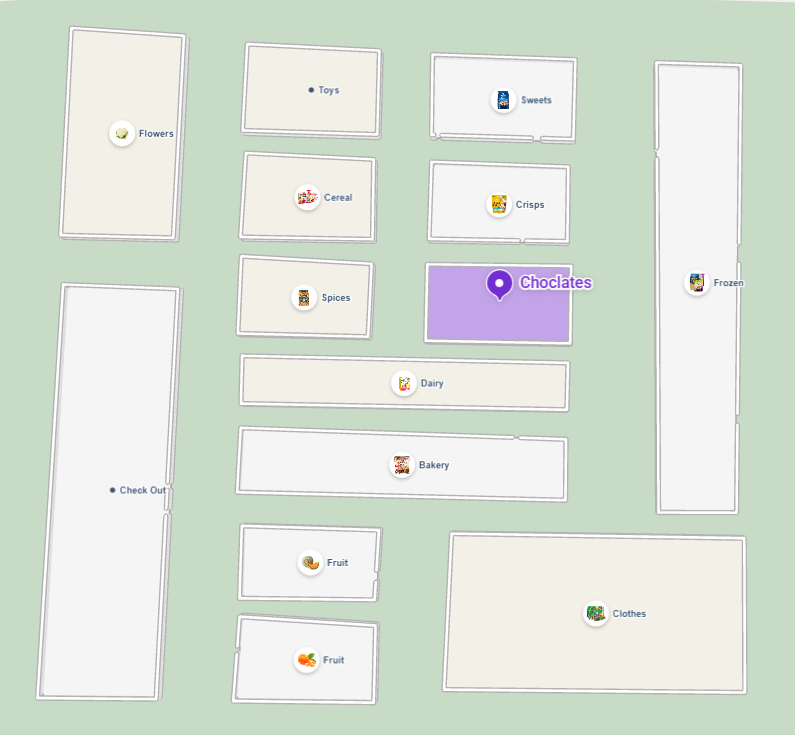 Toys
Sweets
Flowers
Cereal
Crisps
Choclates
Frozen
Spices
Dairy
Bakery
Check Out
Fruit
Clothes
Fruit